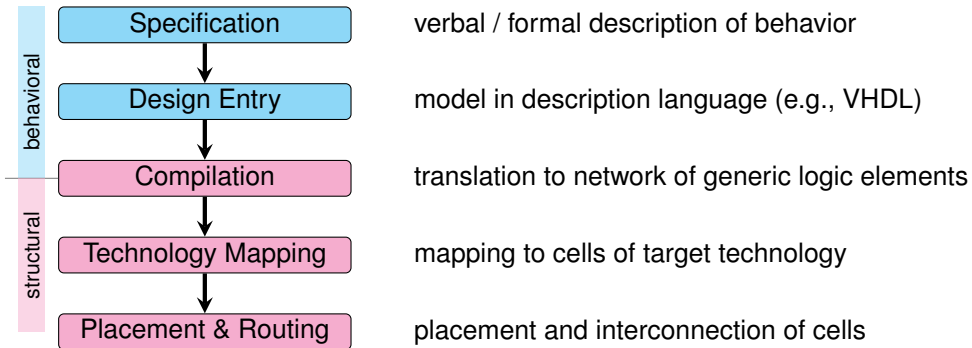 Specification verbal / formal description of behavior
behavioral
Design Entry model in description language (e.g., VHDL)
Compilation translation to network of generic logic elements
structural
Technology Mapping mapping to cells of target technology
Placement & Routing placement and interconnection of cells